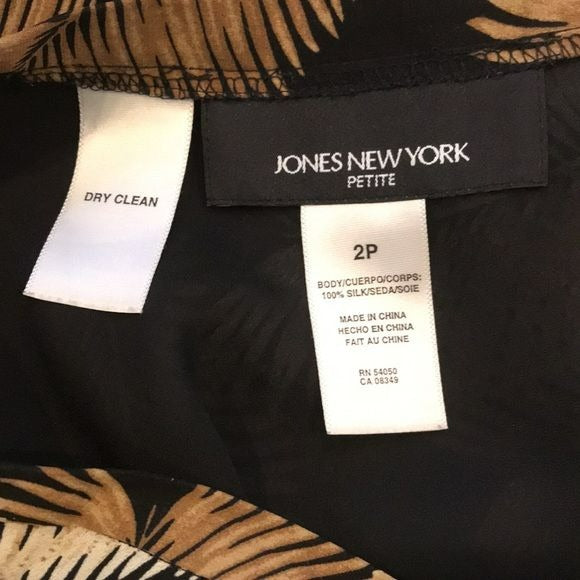 DRY CLEAN
JONES NEW YORK
PETITE
2P
BODY/CUERPO/CORPS:
100% SILK/SEDA/SOIE
MADE IN CHINA
HECHO EN CHINA
FAIT AU CHINE
RN 54050
CA 08349